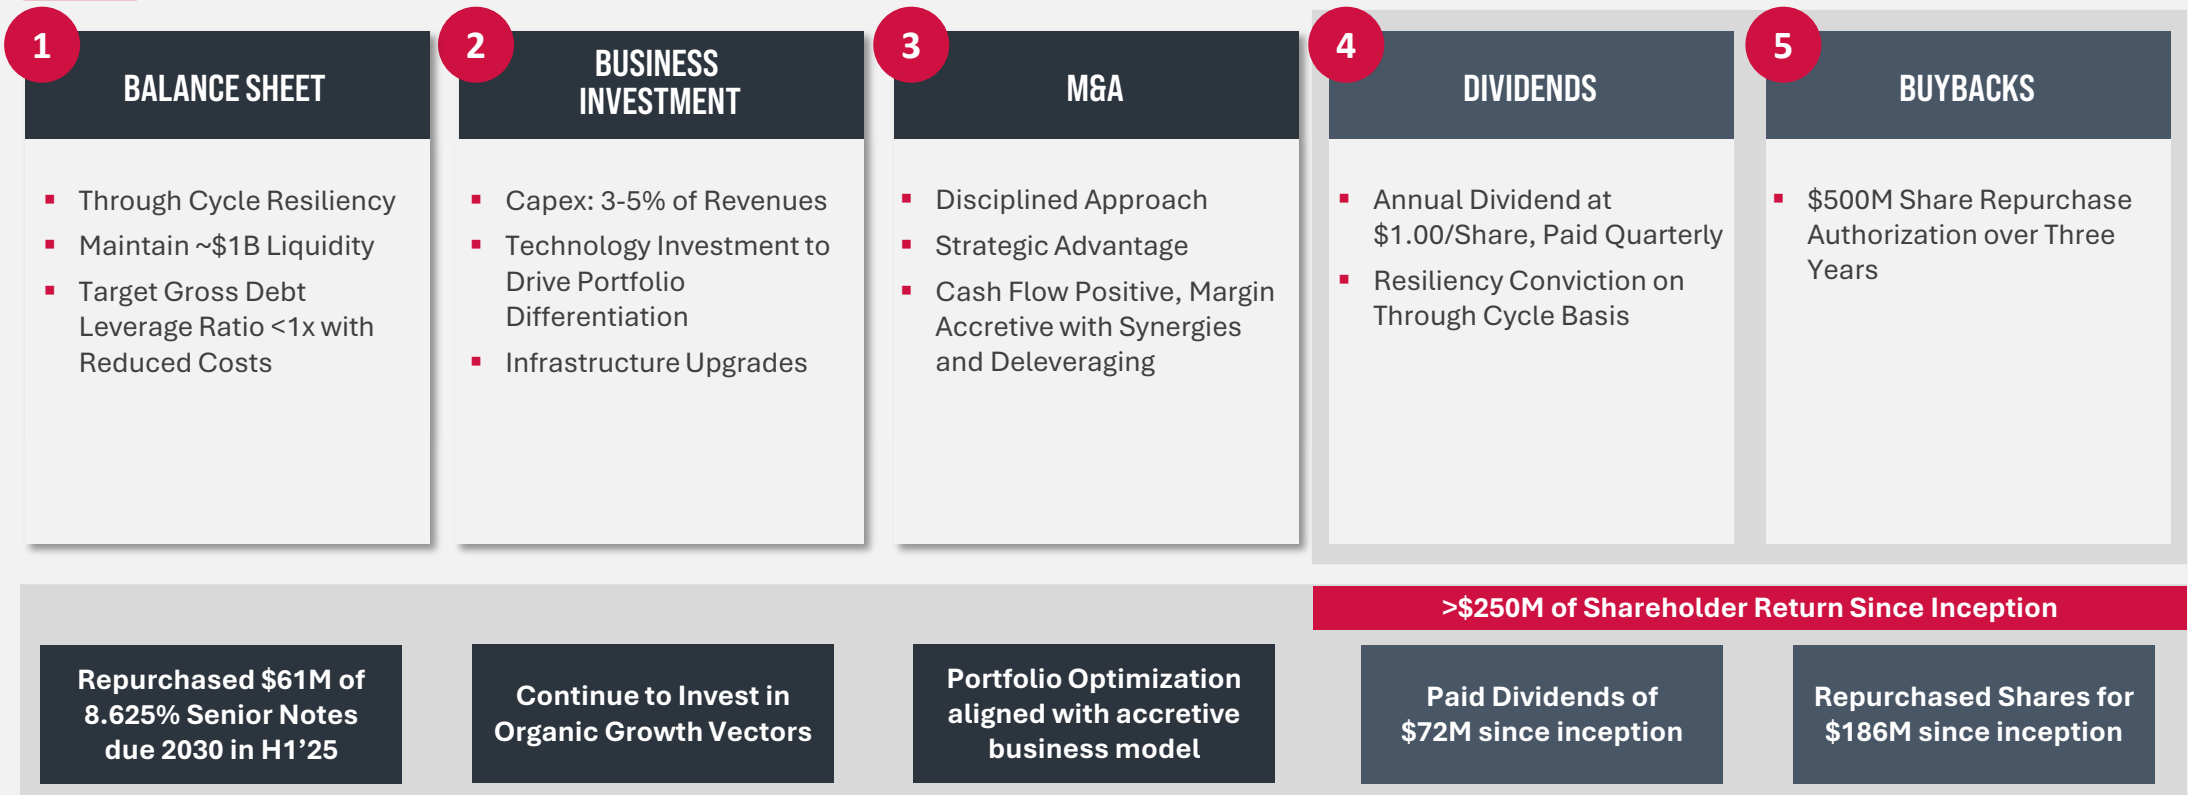 1
BALANCE SHEET
▪ Through Cycle Resiliency
▪ Maintain ~$1B Liquidity
▪ Target Gross Debt
Leverage Ratio <1x with
Reduced Costs
2
BUSINESS
INVESTMENT
▪ Capex: 3-5% of Revenues
▪ Technology Investment to
Drive Portfolio
Differentiation
▪ Infrastructure Upgrades
3
M&A
▪ Disciplined Approach
▪ Strategic Advantage
▪ Cash Flow Positive, Margin
Accretive with Synergies
and Deleveraging
4
DIVIDENDS
▪ Annual Dividend at
$1.00/Share, Paid Quarterly
▪ Resiliency Conviction on
Through Cycle Basis
5
BUYBACKS
▪ $500M Share Repurchase
Authorization over Three
Years
>$250M of Shareholder Return Since Inception
Repurchased $61M of
8.625% Senior Notes
due 2030 in H1’25
Continue to Invest in
Organic Growth Vectors
Portfolio Optimization
aligned with accretive
business model
Paid Dividends of
$72M since inception
Repurchased Shares for
$186M since inception